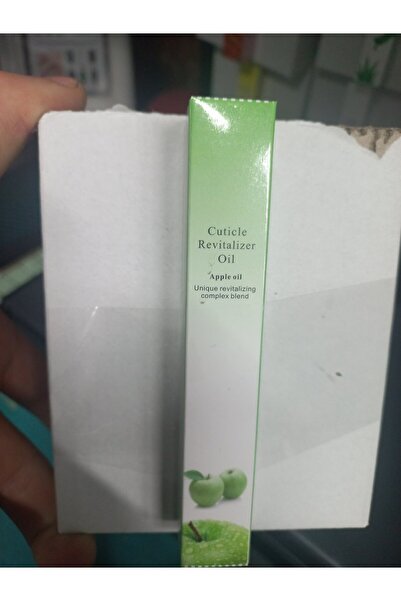 Cuticle
Revitalizer
Oil
Apple oil
Unique revitalizing
complex blend